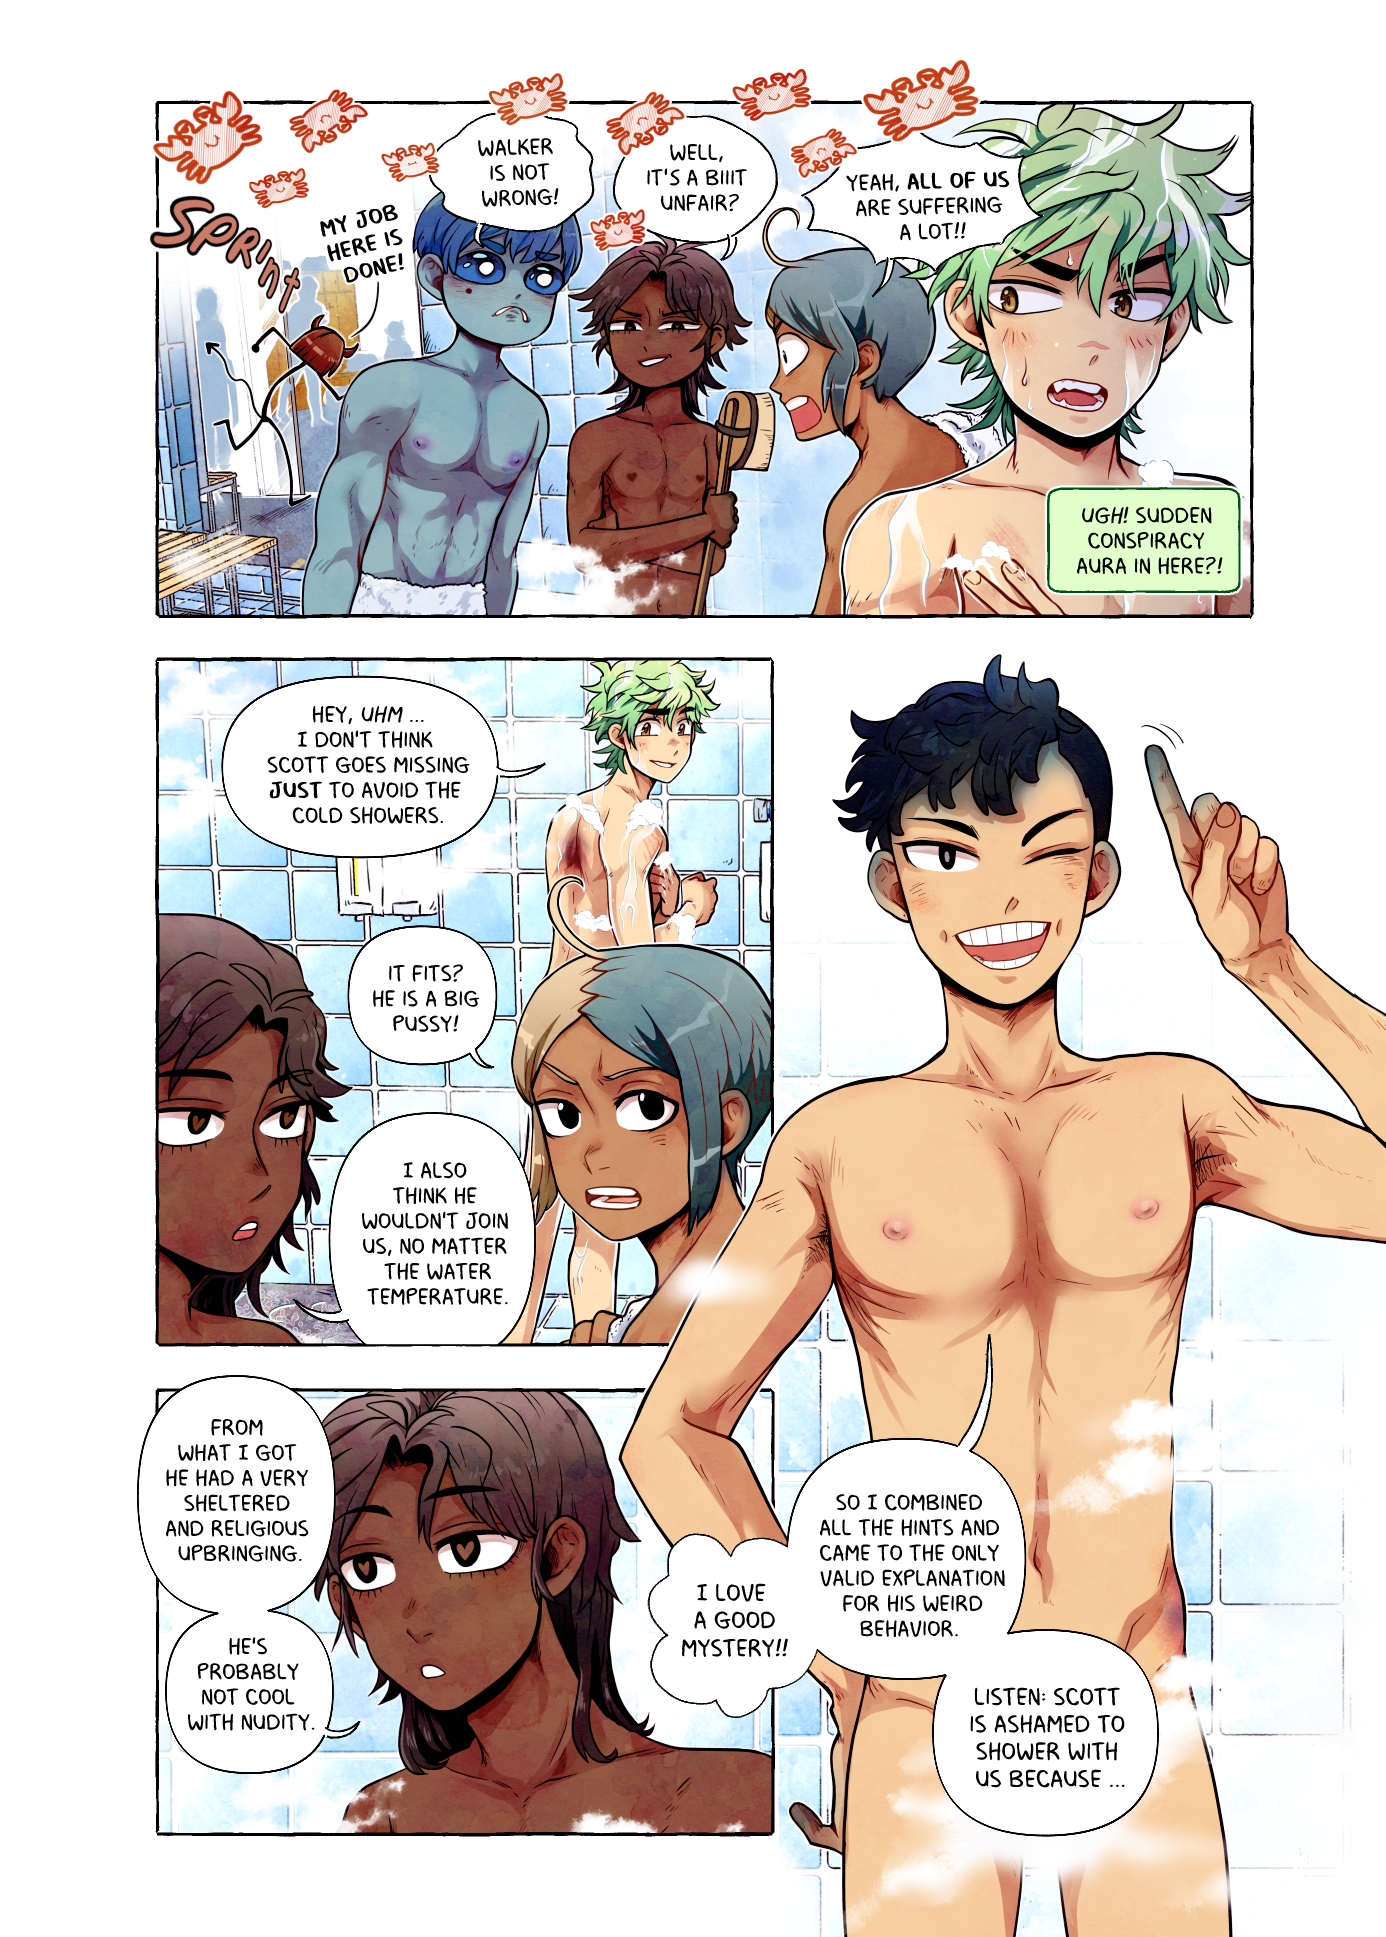 SPRINT
MY JOB
HERE IS
DONE!
WALKER
IS NOT
WRONG!
WELL,
IT'S A BIIIT
UNFAIR?
YEAH, ALL OF US
ARE SUFFERING
A LOT!!
UGH! SUDDEN
CONSPIRACY
AURA IN HERE?!
HEY, UHM ...
I DON'T THINK
SCOTT GOES MISSING
JUST TO AVOID THE
COLD SHOWERS.
IT FITS?
HE IS A BIG
PUSSY!
I ALSO
THINK HE
WOULDN'T JOIN
US, NO MATTER
THE WATER
TEMPERATURE.
FROM
WHAT I GOT
HE HAD A VERY
SHELTERED
AND RELIGIOUS
UPBRINGING.
HE'S
PROBABLY
NOT COOL
WITH NUDITY.
SO I COMBINED
ALL THE HINTS AND
CAME TO THE ONLY
VALID EXPLANATION
FOR HIS WEIRD
BEHAVIOR.
I LOVE
A GOOD
MYSTERY!!
LISTEN: SCOTT
IS ASHAMED TO
SHOWER WITH
US BECAUSE ...